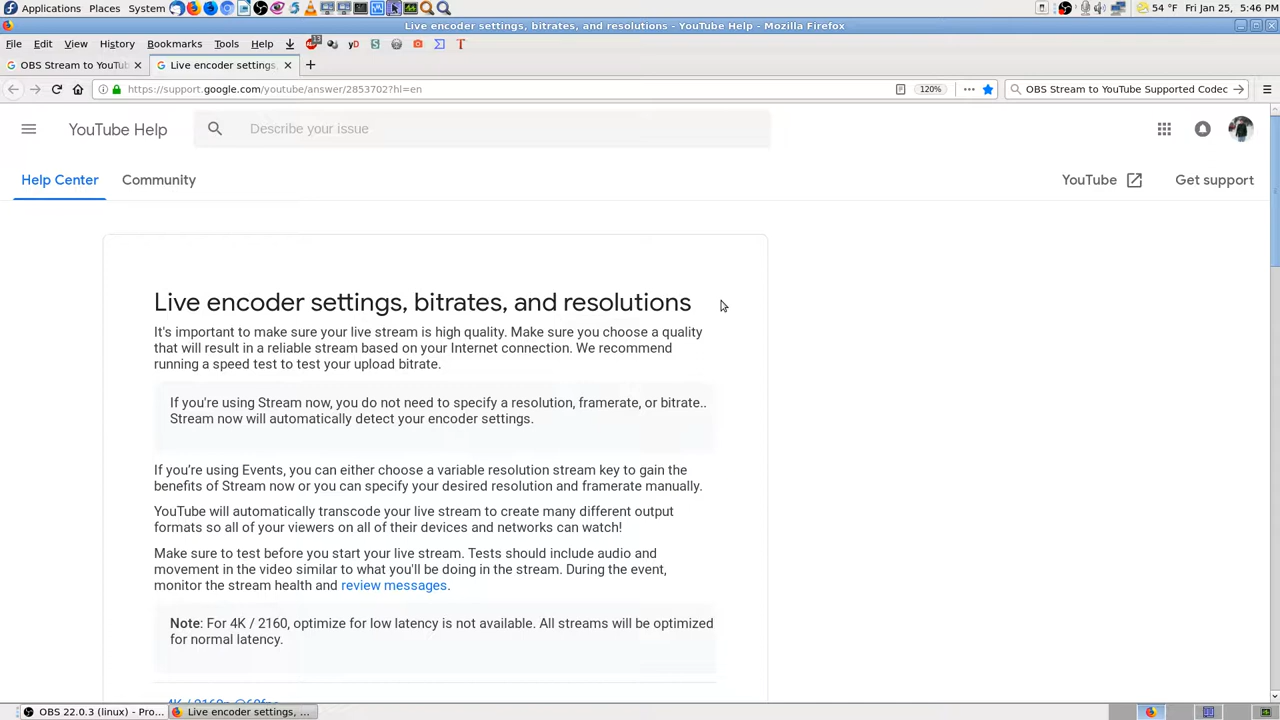 Applications Places System 54 °F Fri Jan 25, 5:46 PM
Live encoder settings, bitrates, and resolutions - YouTube Help - Mozilla Firefox
File Edit View History Bookmarks Tools Help
OBS Stream to YouTub Live encoder settings,
https://support.google.com/youtube/answer/2853702?hl=en 120% OBS Stream to YouTube Supported Codec
YouTube Help Describe your issue
Help Center Community YouTube Get support
Live encoder settings, bitrates, and resolutions
It's important to make sure your live stream is high quality. Make sure you choose a quality
that will result in a reliable stream based on your Internet connection. We recommend
running a speed test to test your upload bitrate.
If you're using Stream now, you do not need to specify a resolution, framerate, or bitrate..
Stream now will automatically detect your encoder settings.
If you're using Events, you can either choose a variable resolution stream key to gain the
benefits of Stream now or you can specify your desired resolution and framerate manually.
YouTube will automatically transcode your live stream to create many different output
formats so all of your viewers on all of their devices and networks can watch!
Make sure to test before you start your live stream. Tests should include audio and
movement in the video similar to what you'll be doing in the stream. During the event,
monitor the stream health and review messages.
Note: For 4K / 2160, optimize for low latency is not available. All streams will be optimized
for normal latency.
4K / 2160p @60fps
OBS 22.0.3 (linux) - Pro... Live encoder settings, ...